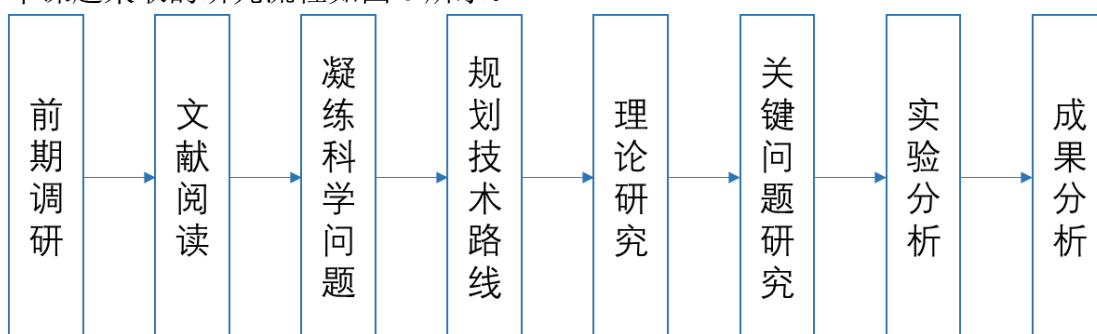 前期调研
文献阅读
凝练科学问题
规划技术路线
理论研究
关键问题研究
实验分析
成果分析